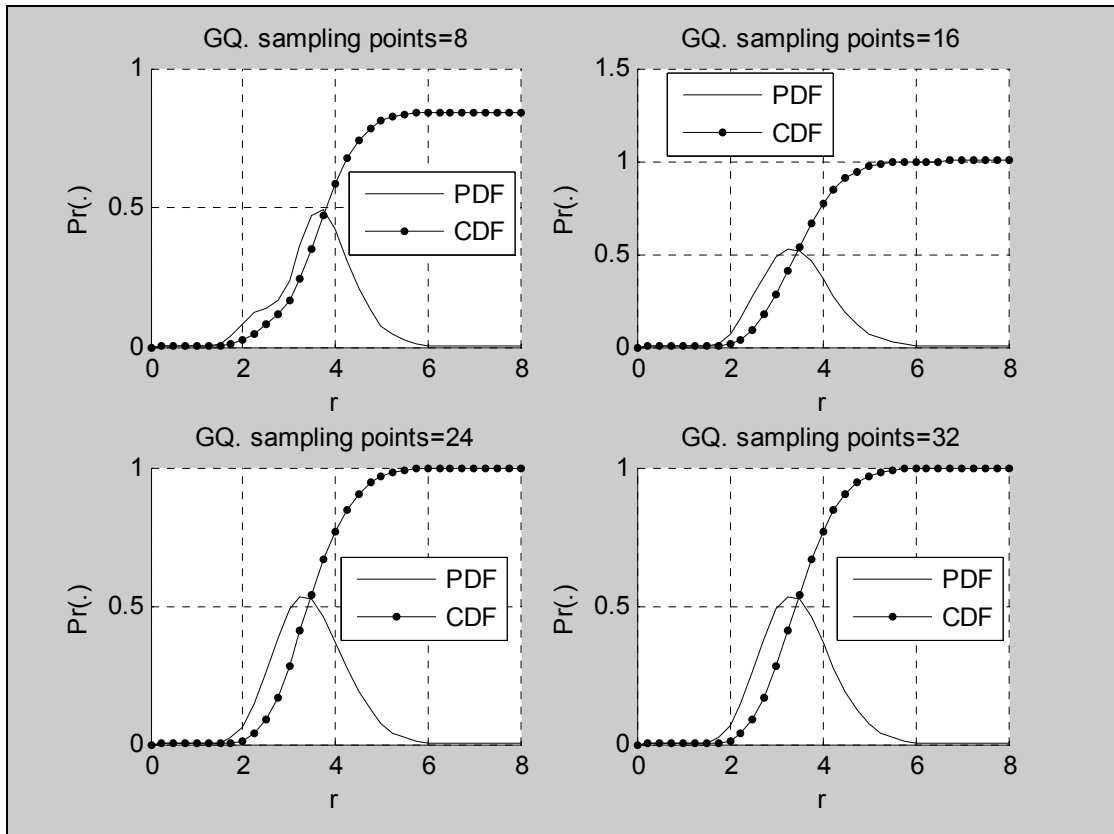 GQ. sampling points=8
1
0.5
0
Pr(.)
PDF
CDF
0 2 4 6 8
r
GQ. sampling points=16
1.5
1
0.5
0
Pr(.)
PDF
CDF
0 2 4 6 8
r
GQ. sampling points=24
1
0.5
0
Pr(.)
PDF
CDF
0 2 4 6 8
r
GQ. sampling points=32
1
0.5
0
Pr(.)
PDF
CDF
0 2 4 6 8
r